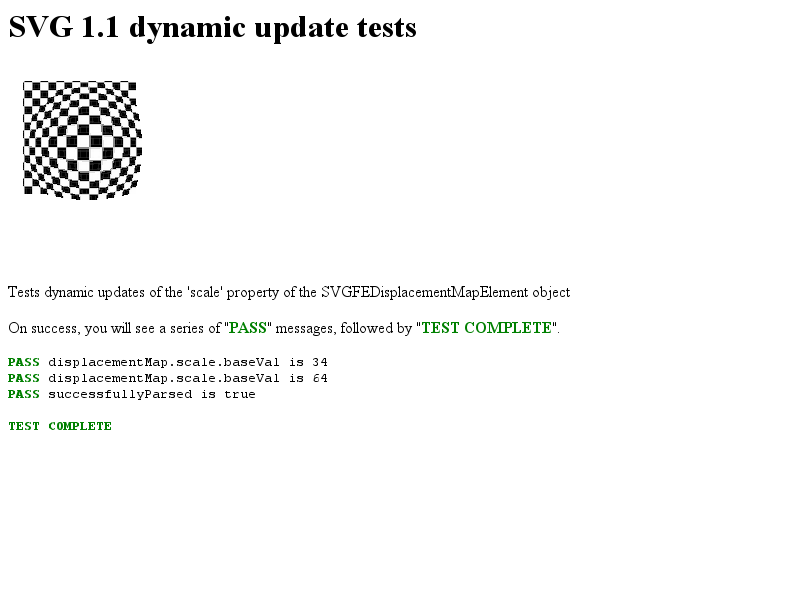 SVG 1.1 dynamic update tests
Tests dynamic updates of the 'scale' property of the SVGFEDisplacementMapElement object
On success, you will see a series of "PASS" messages, followed by "TEST COMPLETE".
PASS displacementMap.scale.baseVal is 34
PASS displacementMap.scale.baseVal is 64
PASS successfullyParsed is true
TEST COMPLETE